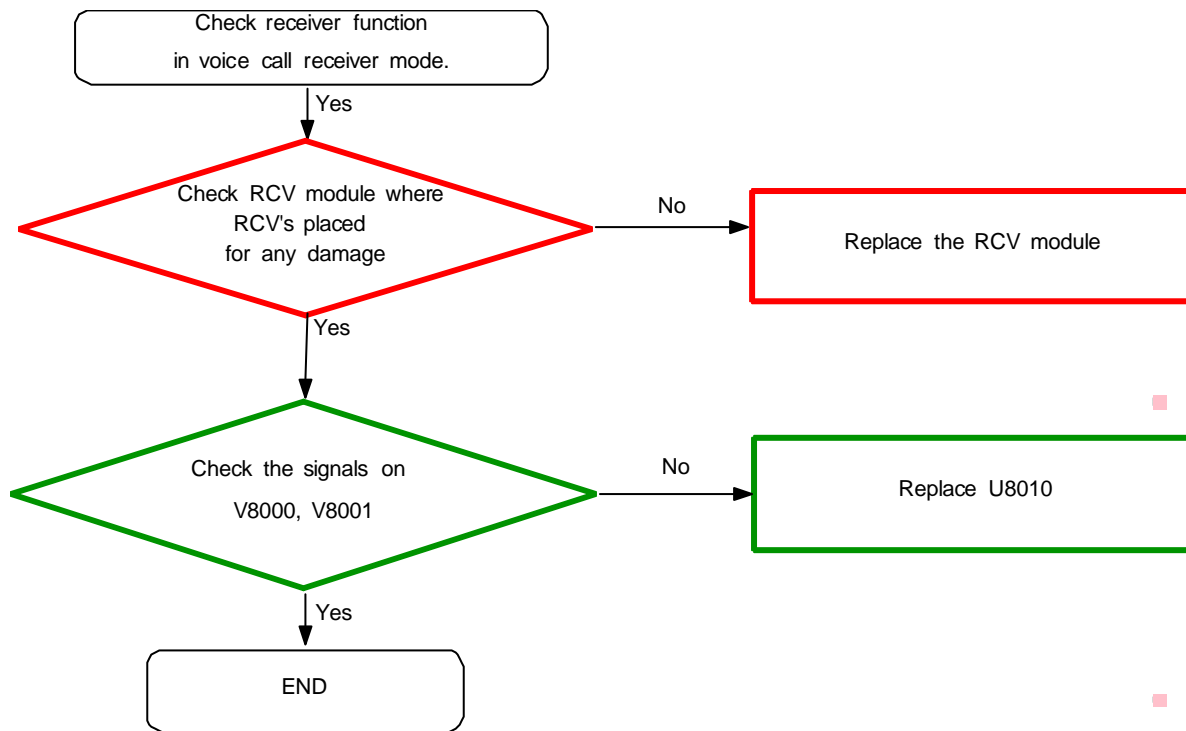 Check receiver function
in voice call receiver mode.
Yes
Check RCV module where
RCV's placed
for any damage
No
Replace the RCV module
Yes
Check the signals on
V8000, V8001
No
Replace U8010
Yes
END